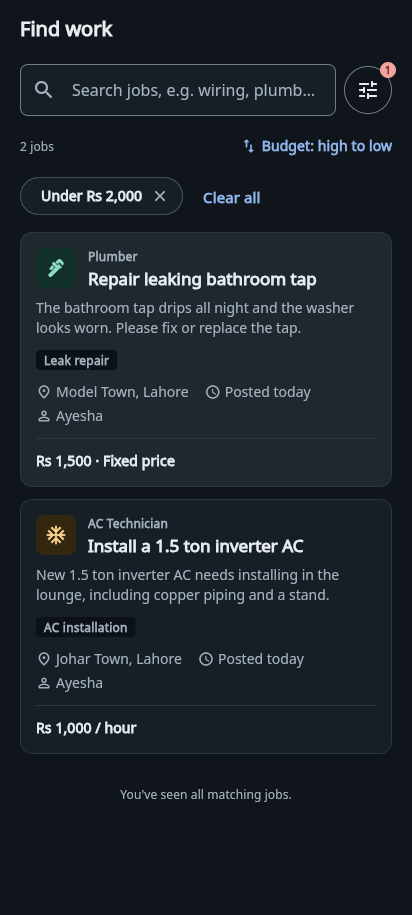 Find work
Search jobs, e.g. wiring, plumb...
1
2 jobs
Budget: high to low
Under Rs 2,000
Clear all
Plumber
Repair leaking bathroom tap
The bathroom tap drips all night and the washer
looks worn. Please fix or replace the tap.
Leak repair
Model Town, Lahore
Posted today
Ayesha
Rs 1,500 · Fixed price
AC Technician
Install a 1.5 ton inverter AC
New 1.5 ton inverter AC needs installing in the
lounge, including copper piping and a stand.
AC installation
Johar Town, Lahore
Posted today
Ayesha
Rs 1,000 / hour
You've seen all matching jobs.